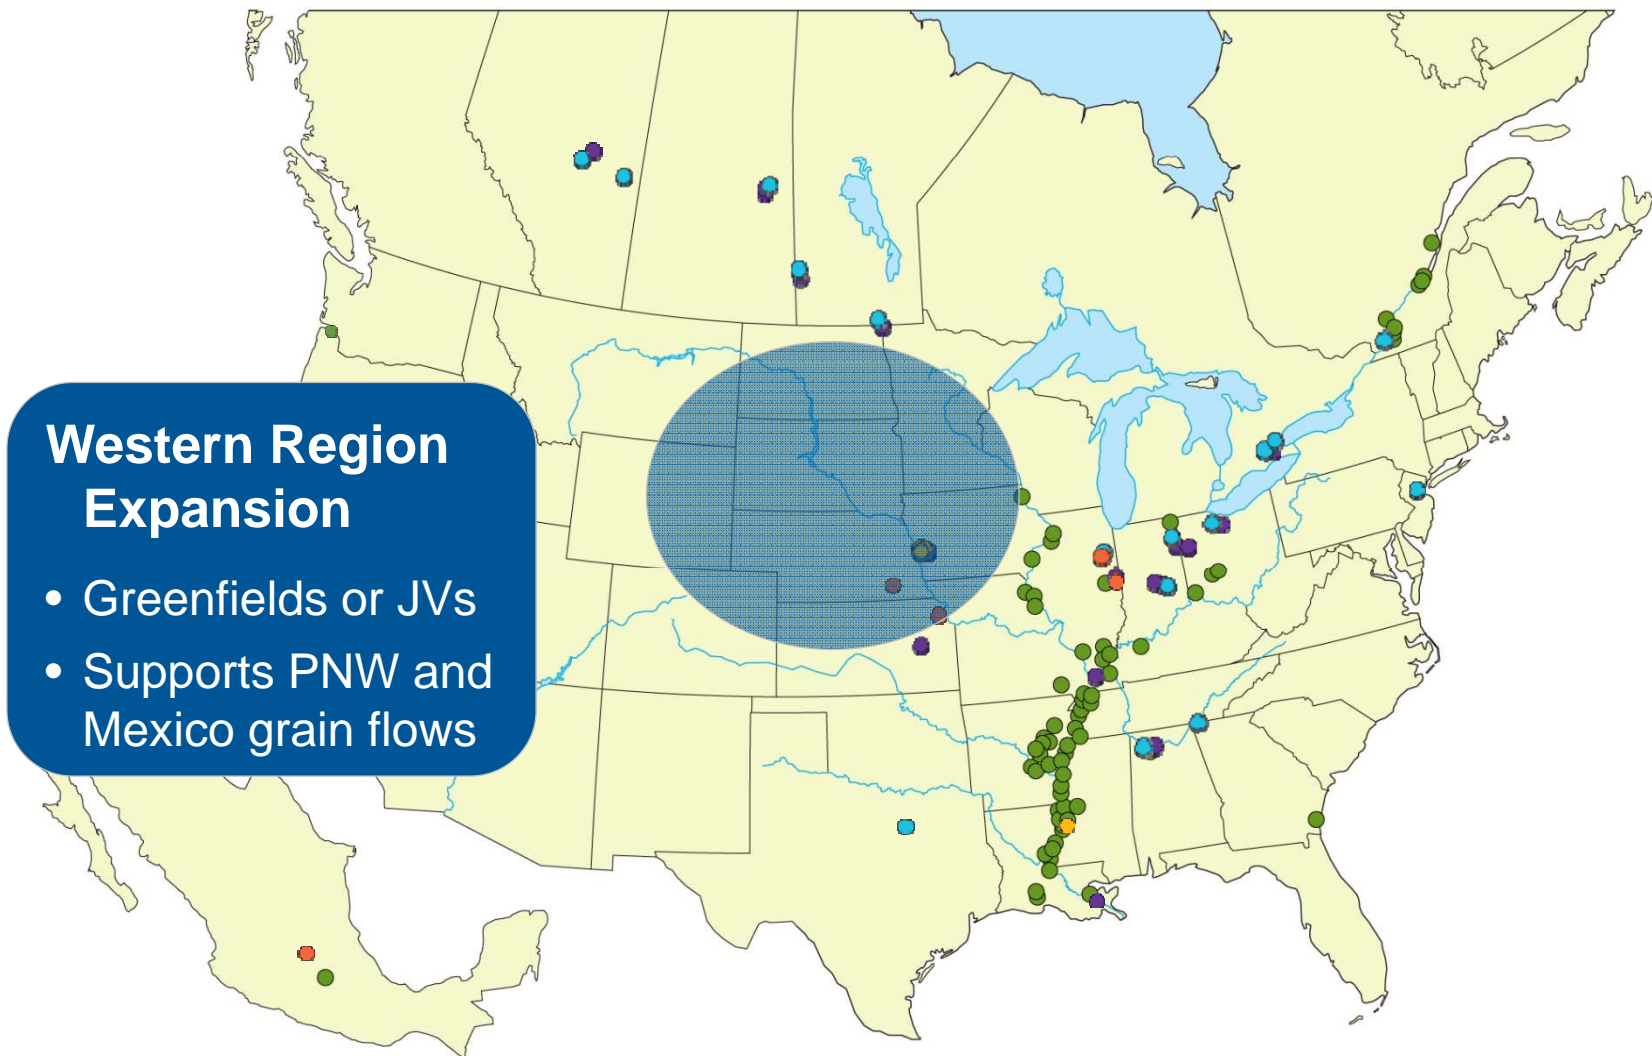 Western Region
Expansion
• Greenfields or JVs
• Supports PNW and
Mexico grain flows